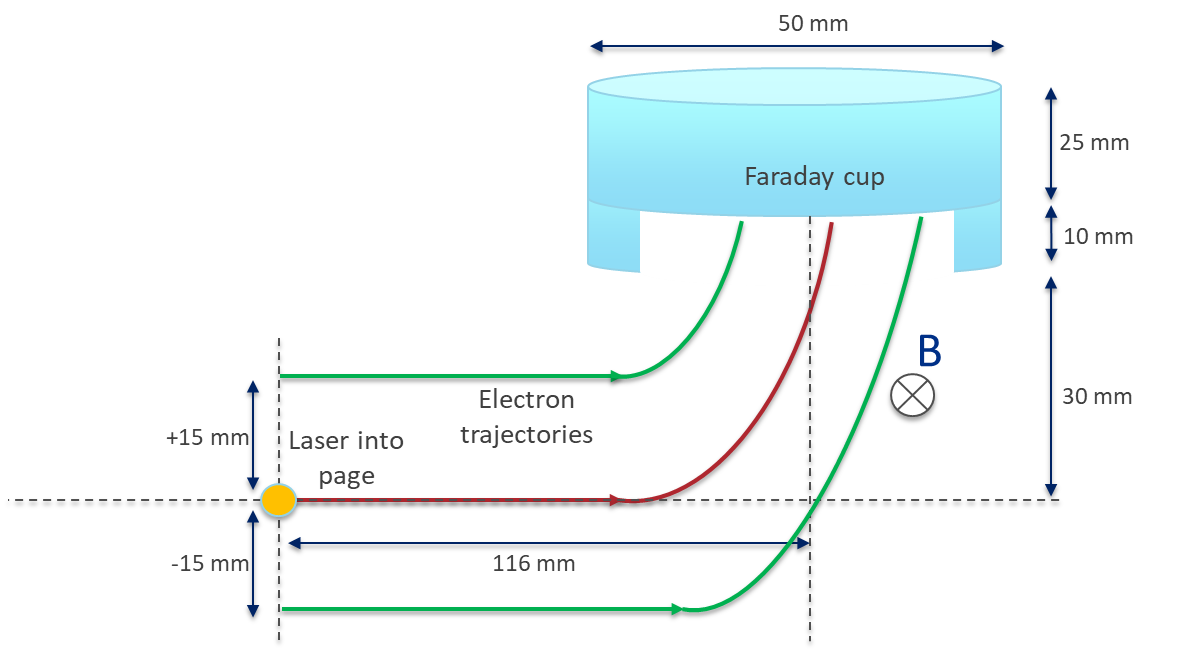 50 mm
25 mm
Faraday cup
10 mm
B
Electron
trajectories
30 mm
+15 mm
Laser into
page
-15 mm
116 mm